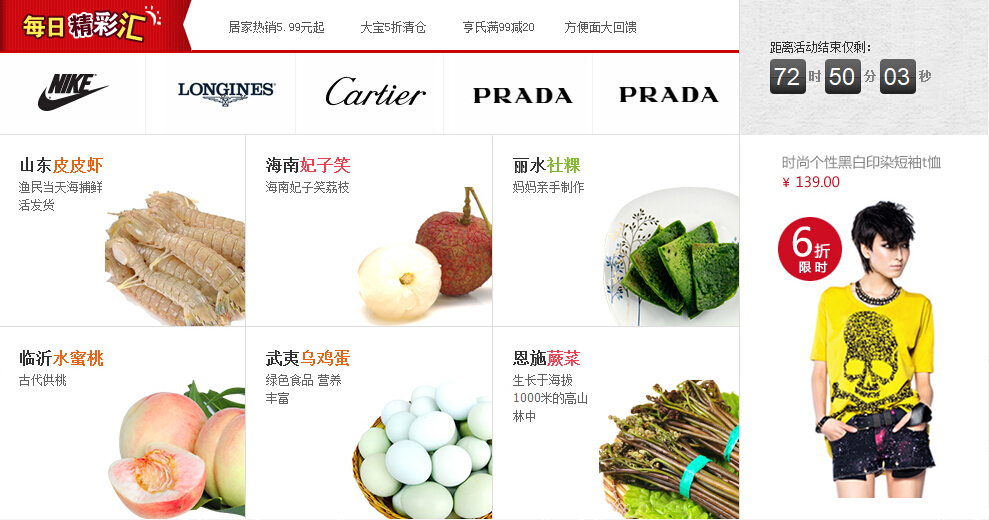 每日精彩汇
居家热销5.99元起 大宝5折清仓 亨氏满99减20 方便面大回馈
距离活动结束仅剩：
72时50分03秒
NIKE LONGINES Cartier PRADA PRADA
山东皮皮虾
渔民当天海捕鲜
活发货
海南妃子笑
海南妃子笑荔枝
丽水社粿
妈妈亲手制作
时尚个性黑白印染短袖t恤
¥ 139.00
6折
限时
临沂水蜜桃
古代供桃
武夷乌鸡蛋
绿色食品 营养
丰富
恩施蕨菜
生长于海拔
1000米的高山
林中